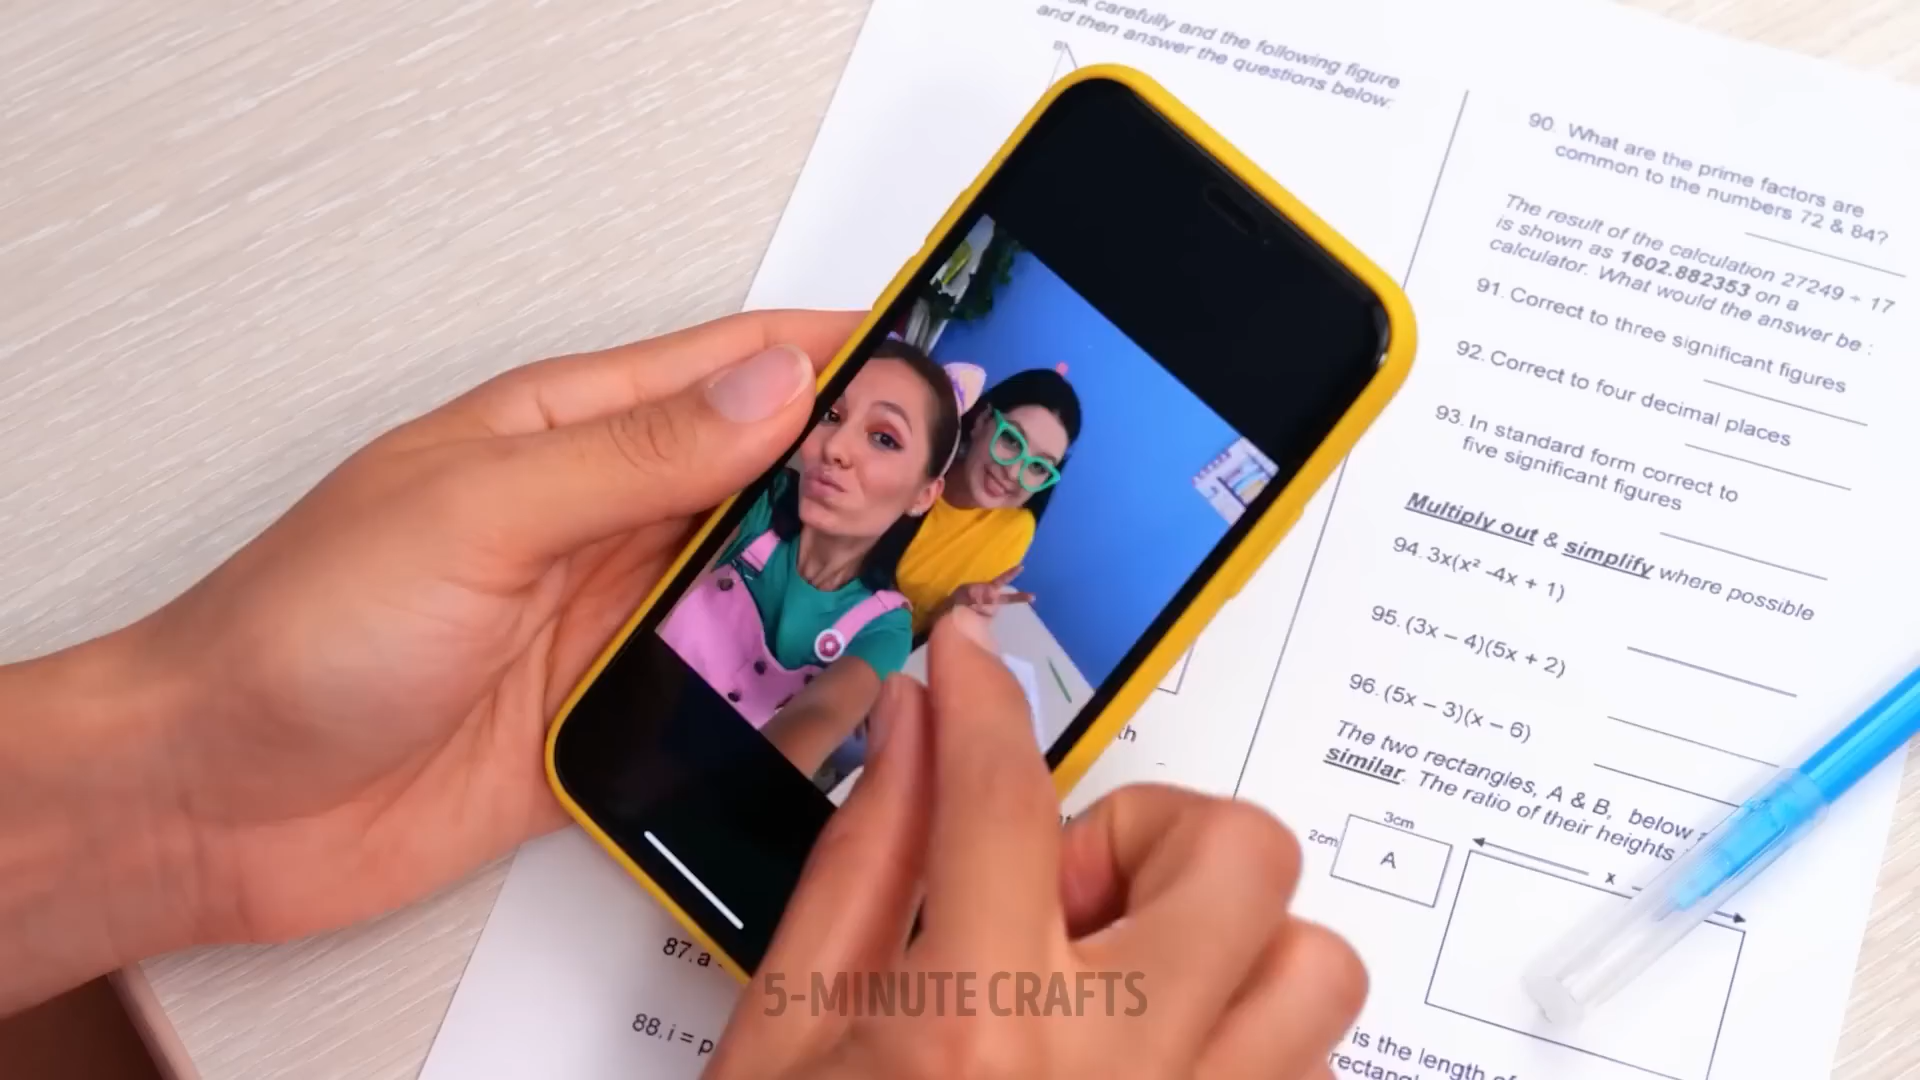 carefully and the following figure
and then answer the questions below:
87. a
88. i = p
90. What are the prime factors are
common to the numbers 72 & 84?
The result of the calculation 27249 ÷ 17
is shown as 1602.882353 on a
calculator. What would the answer be :
91. Correct to three significant figures
92. Correct to four decimal places
93. In standard form correct to
five significant figures
Multiply out & simplify where possible
94. 3x(x² -4x + 1)
95. (3x – 4)(5x + 2)
96. (5x – 3)(x – 6)
The two rectangles, A & B, below
similar. The ratio of their heights
3cm
2cm
A
x
is the length
5-MINUTE CRAFTS